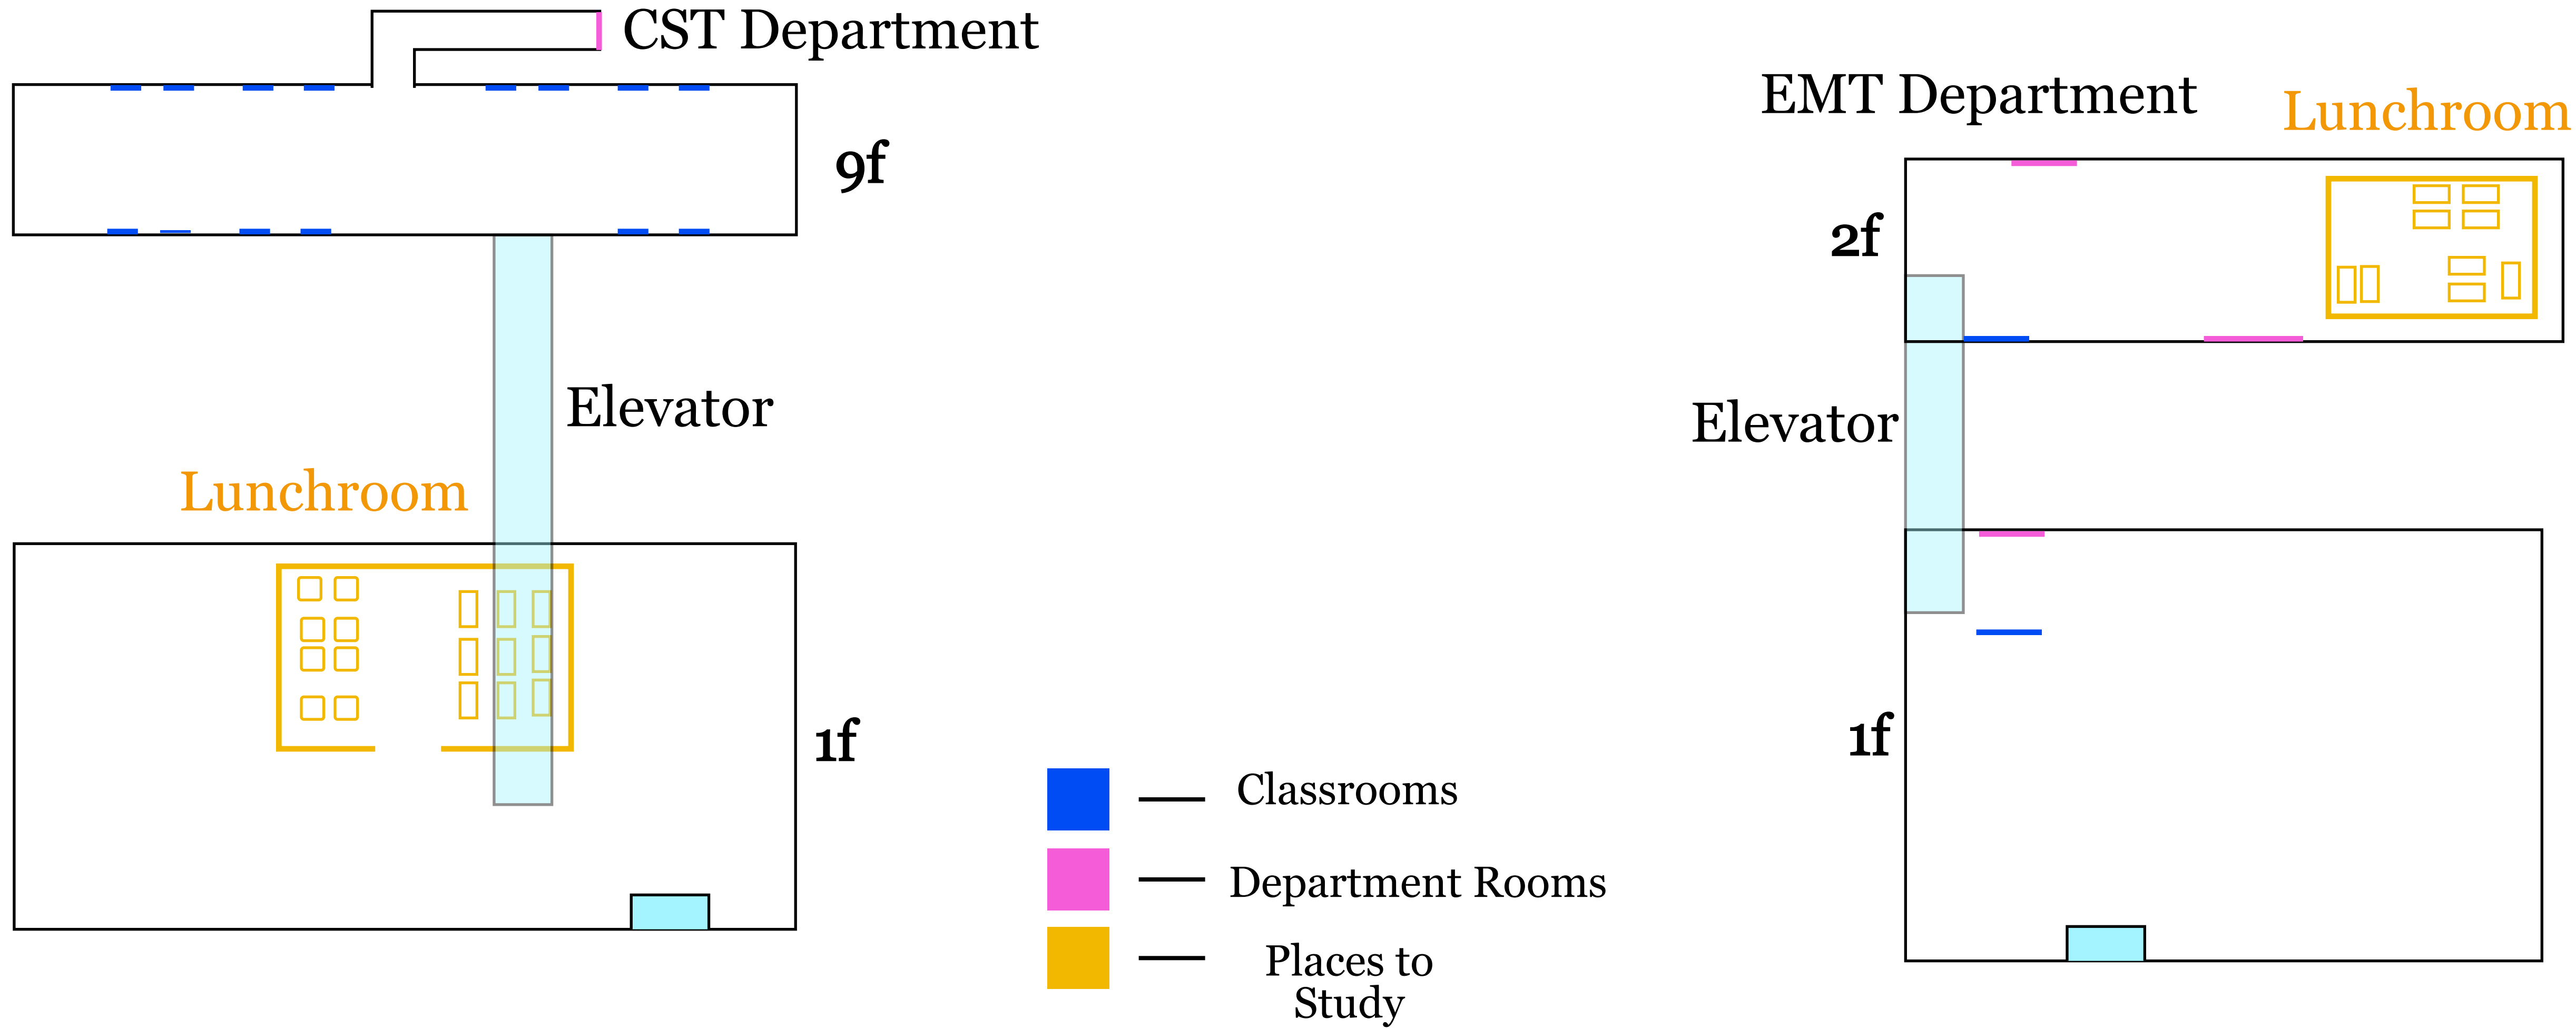 CST Department
9f
Elevator
Lunchroom
1f
EMT Department
Lunchroom
2f
Elevator
1f
Classrooms
Department Rooms
Places to
Study